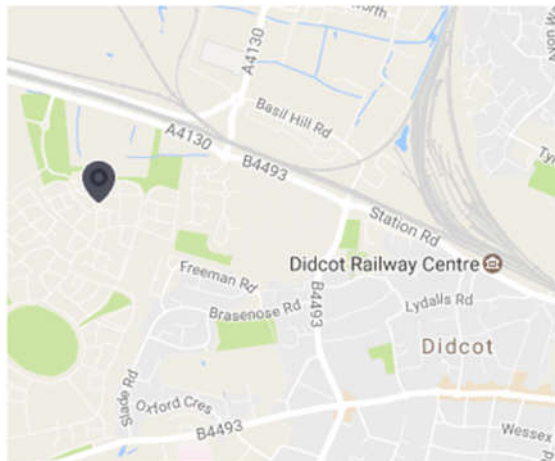 worth
A4130
Basil Hill Rd
A4130
B4493
Station Rd
Didcot Railway Centre
Freeman Rd
Brasenose Rd
B4493
Lydalls Rd
Didcot
Slade Rd
Oxford Cres
B4493
Wessex